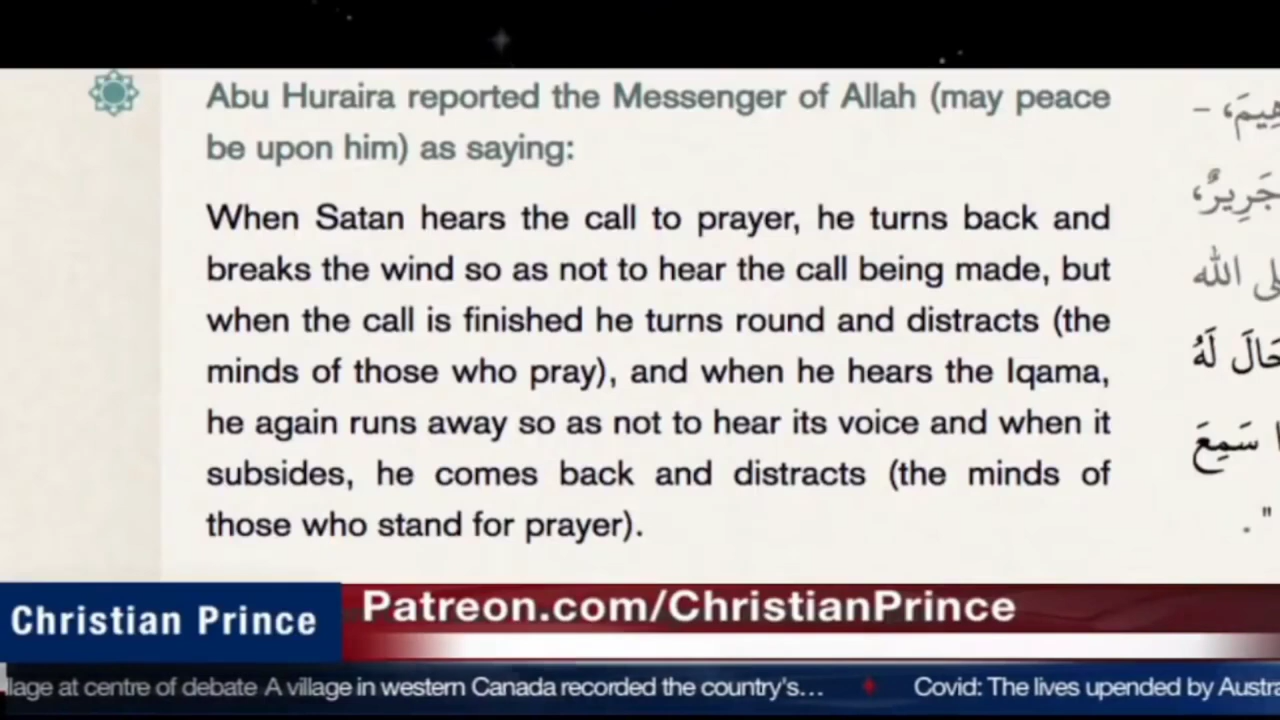 Abu Huraira reported the Messenger of Allah (may peace
be upon him) as saying:
When Satan hears the call to prayer, he turns back and
breaks the wind so as not to hear the call being made, but
when the call is finished he turns round and distracts (the
minds of those who pray), and when he hears the Iqama,
he again runs away so as not to hear its voice and when it
subsides, he comes back and distracts (the minds of
those who stand for prayer).
هِيمَ، -
جَرِيرٌ،
الله
حَالَ لَهُ
سَمِعَ
" .
Christian Prince
Patreon.com/ChristianPrince
llage at centre of debate A village in western Canada recorded the country's... Covid: The lives upended by Austra